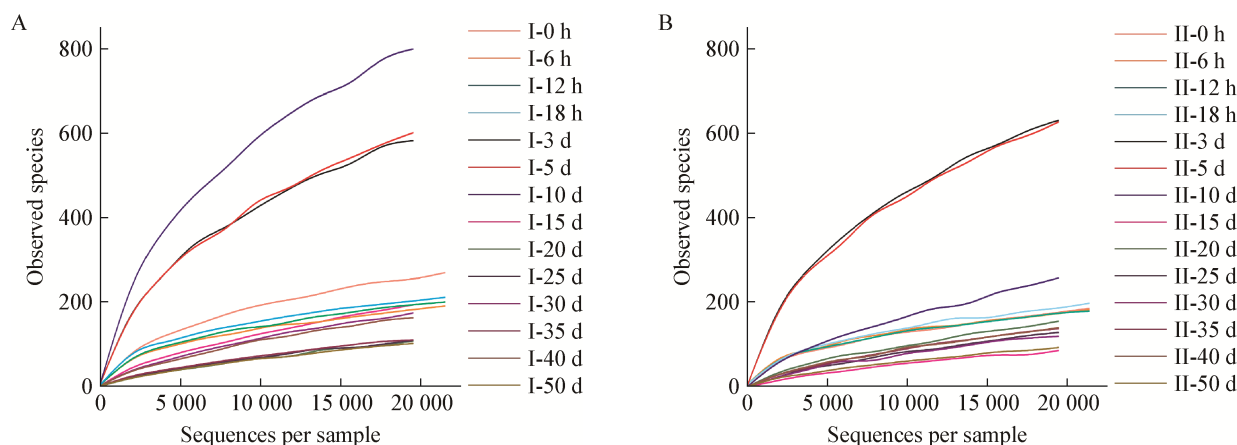 A
800
600
400
200
0
Observed species
0
5 000
10 000
15 000
20 000
Sequences per sample
I-0 h
I-6 h
I-12 h
I-18 h
I-3 d
I-5 d
I-10 d
I-15 d
I-20 d
I-25 d
I-30 d
I-35 d
I-40 d
I-50 d
B
800
600
400
200
0
Observed species
0
5 000
10 000
15 000
20 000
Sequences per sample
II-0 h
II-6 h
II-12 h
II-18 h
II-3 d
II-5 d
II-10 d
II-15 d
II-20 d
II-25 d
II-30 d
II-35 d
II-40 d
II-50 d